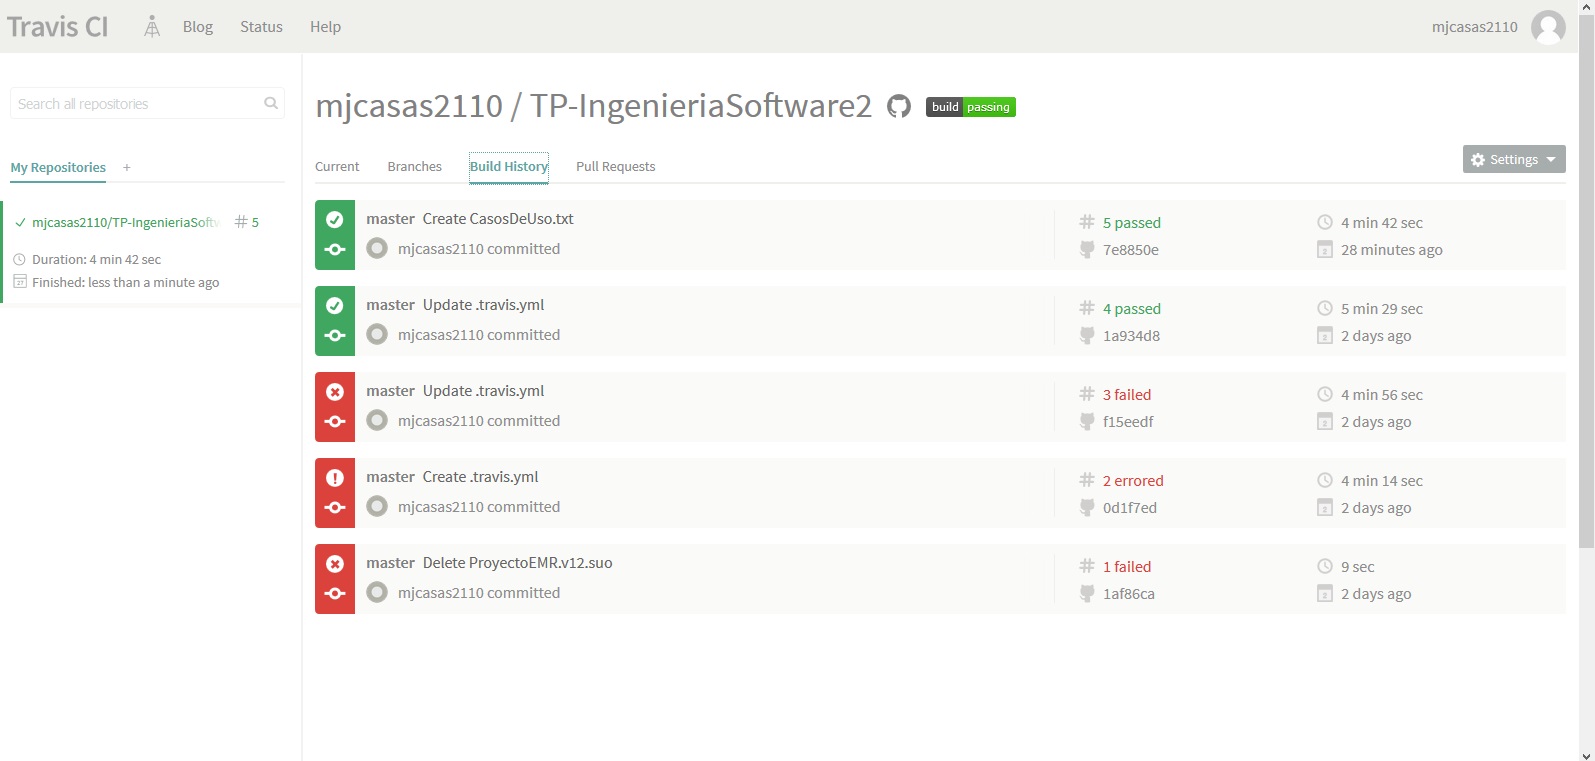 Travis CI Blog Status Help mjcasas2110
Search all repositories
My Repositories +
mjcasas2110/TP-IngenieriaSoftw # 5
Duration: 4 min 42 sec
Finished: less than a minute ago
mjcasas2110 / TP-IngenieriaSoftware2 build passing
Current Branches Build History Pull Requests Settings
master Create CasosDeUso.txt # 5 passed 4 min 42 sec
mjcasas2110 committed 7e8850e 28 minutes ago
master Update .travis.yml # 4 passed 5 min 29 sec
mjcasas2110 committed 1a934d8 2 days ago
master Update .travis.yml # 3 failed 4 min 56 sec
mjcasas2110 committed f15eedf 2 days ago
master Create .travis.yml # 2 errored 4 min 14 sec
mjcasas2110 committed 0d1f7ed 2 days ago
master Delete ProyectoEMR.v12.suo # 1 failed 9 sec
mjcasas2110 committed 1af86ca 2 days ago